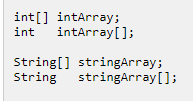 int[] intArray;
int   intArray[];

String[] stringArray;
String   stringArray[];